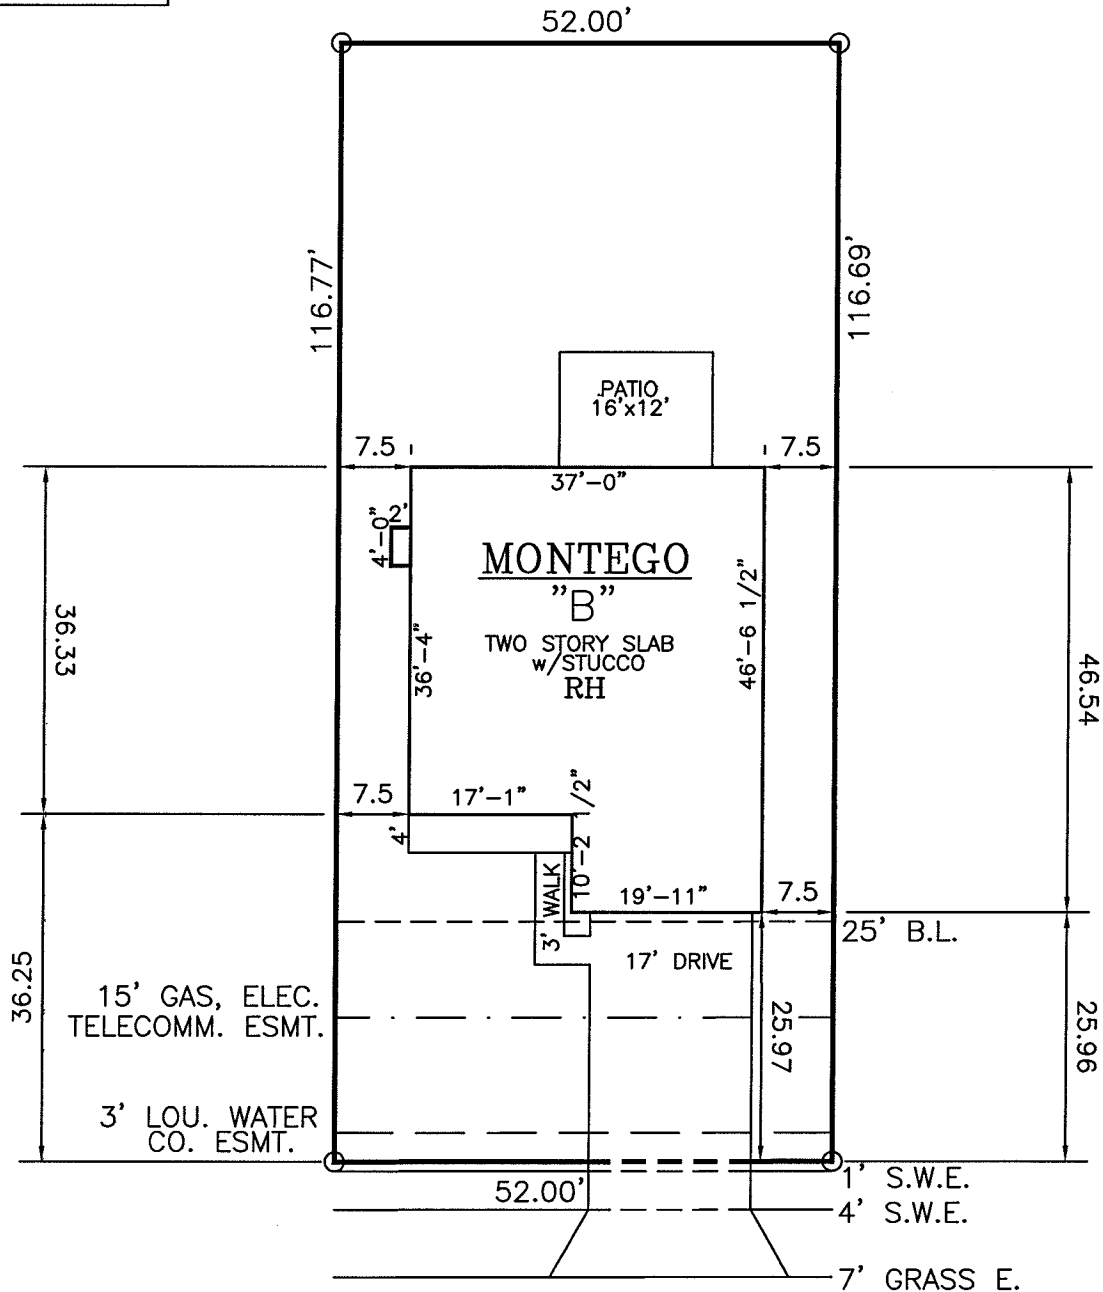 52.00'
116.77'
116.69'
PATIO
16'x12'
7.5
7.5
37'-0"
2'
4'-0"
MONTEGO
"B"
TWO STORY SLAB
w/STUCCO
RH
36'-4"
46'-6 1/2"
36.33
46.54
7.5
17'-1"
4'
10'-2 1/2"
3' WALK
19'-11"
7.5
25' B.L.
17' DRIVE
36.25
15' GAS, ELEC.
TELECOMM. ESMT.
25.97
25.96
3' LOU. WATER
CO. ESMT.
52.00'
1' S.W.E.
4' S.W.E.
7' GRASS E.